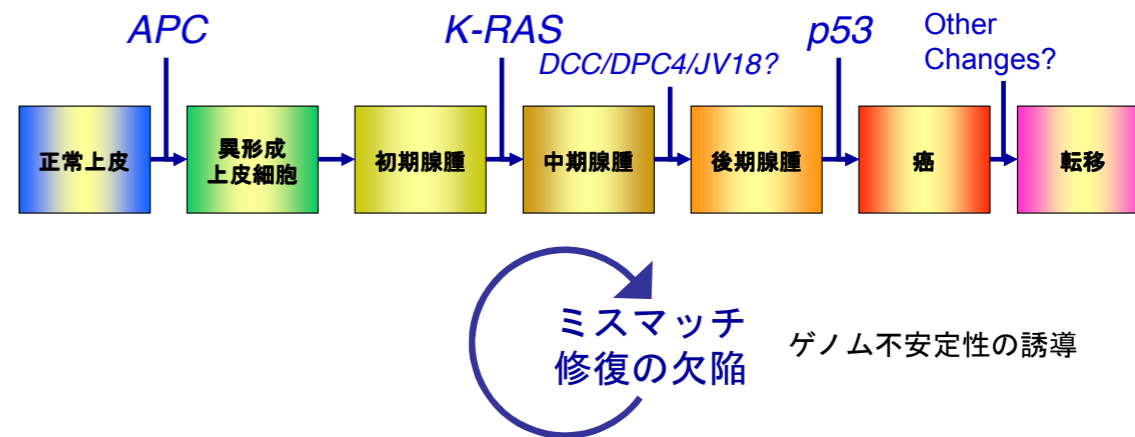 APC
K-RAS
DCC/DPC4/JV18?
p53
Other
Changes?
正常上皮
異形成
上皮細胞
初期腺腫
中期腺腫
後期腺腫
癌
転移
ミスマッチ
修復の欠陥
ゲノム不安定性の誘導